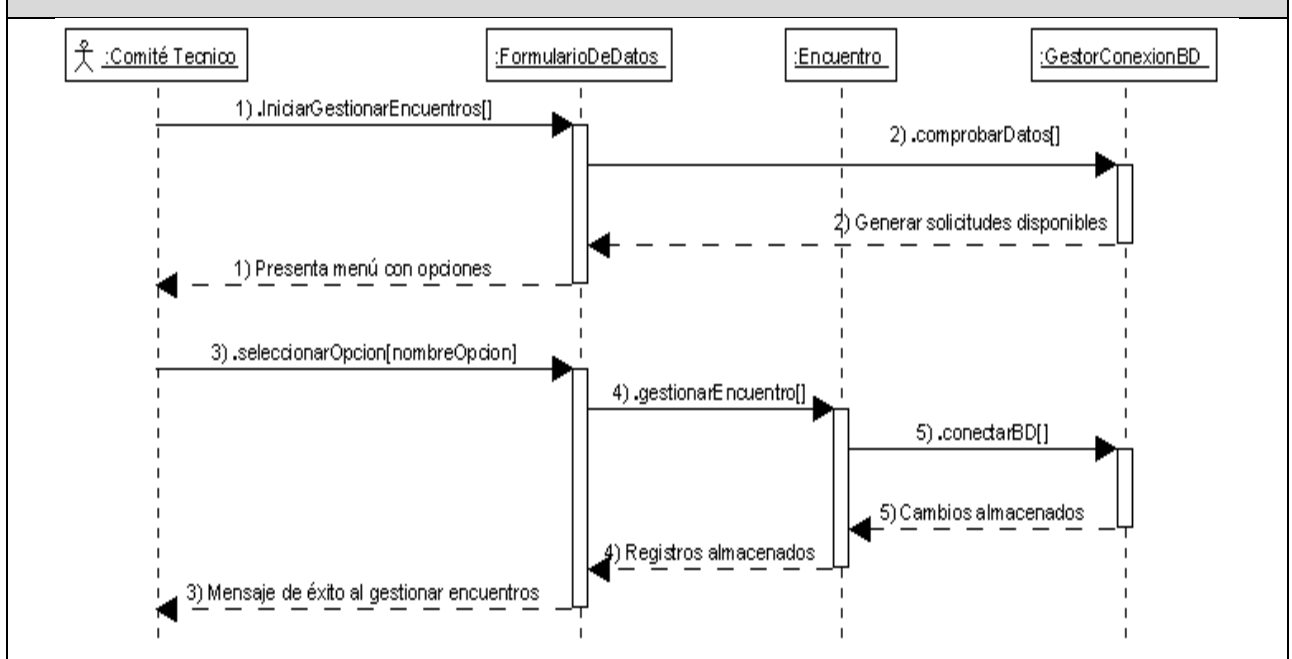 :Comité Tecnico
:FormularioDeDatos
:Encuentro
:GestorConexionBD
1) .IniciarGestionarEncuentros[]
2) .comprobarDatos[]
2) Generar solicitudes disponibles
1) Presenta menú con opciones
3) .seleccionarOpcion[nombreOpcion]
4) .gestionarEncuentro[]
5) .conectarBD[]
5) Cambios almacenados
4) Registros almacenados
3) Mensaje de éxito al gestionar encuentros